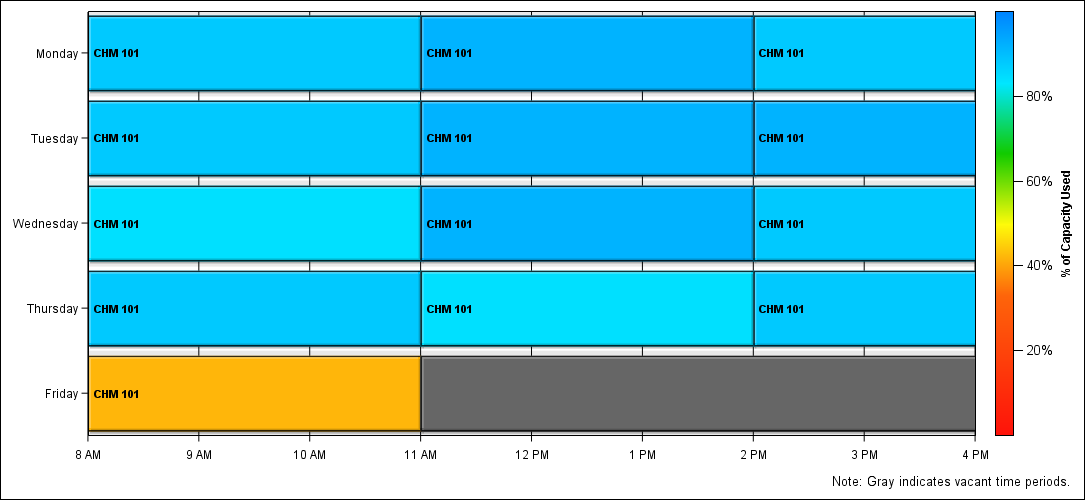 Monday
CHM 101
CHM 101
CHM 101
Tuesday
CHM 101
CHM 101
CHM 101
Wednesday
CHM 101
CHM 101
CHM 101
Thursday
CHM 101
CHM 101
CHM 101
Friday
CHM 101
8 AM
9 AM
10 AM
11 AM
12 PM
1 PM
2 PM
3 PM
4 PM
80%
60%
40%
20%
% of Capacity Used
Note: Gray indicates vacant time periods.